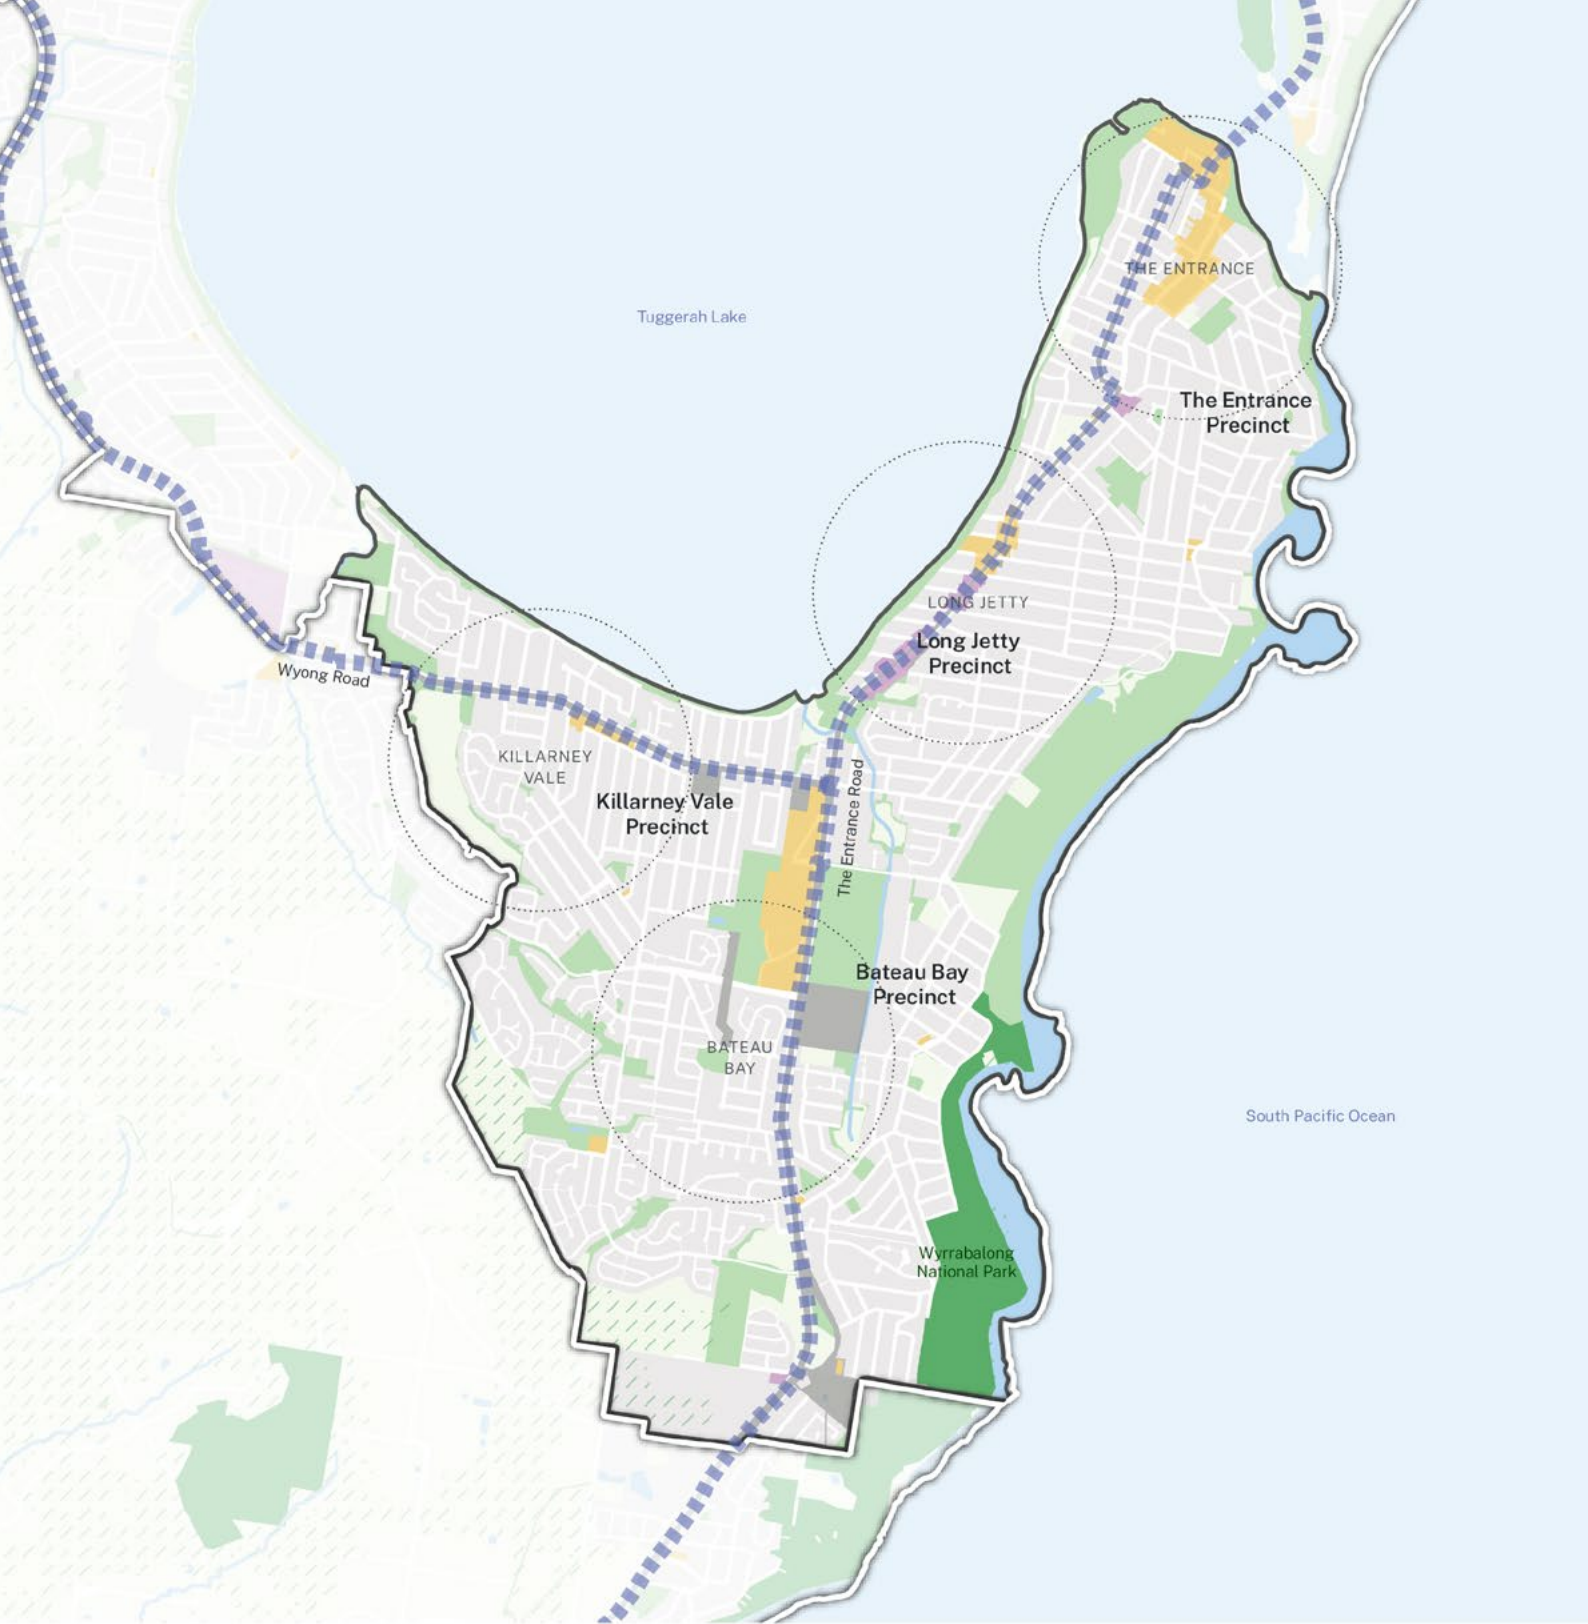 THE ENTRANCE
Tuggerah Lake
The Entrance
Precinct
LONG JETTY
Long Jetty
Precinct
Wyong Road
KILLARNEY
VALE
Killarney Vale
Precinct
The Entrance Road
Bateau Bay
Precinct
BATEAU
BAY
South Pacific Ocean
Wyrrabalong
National Park